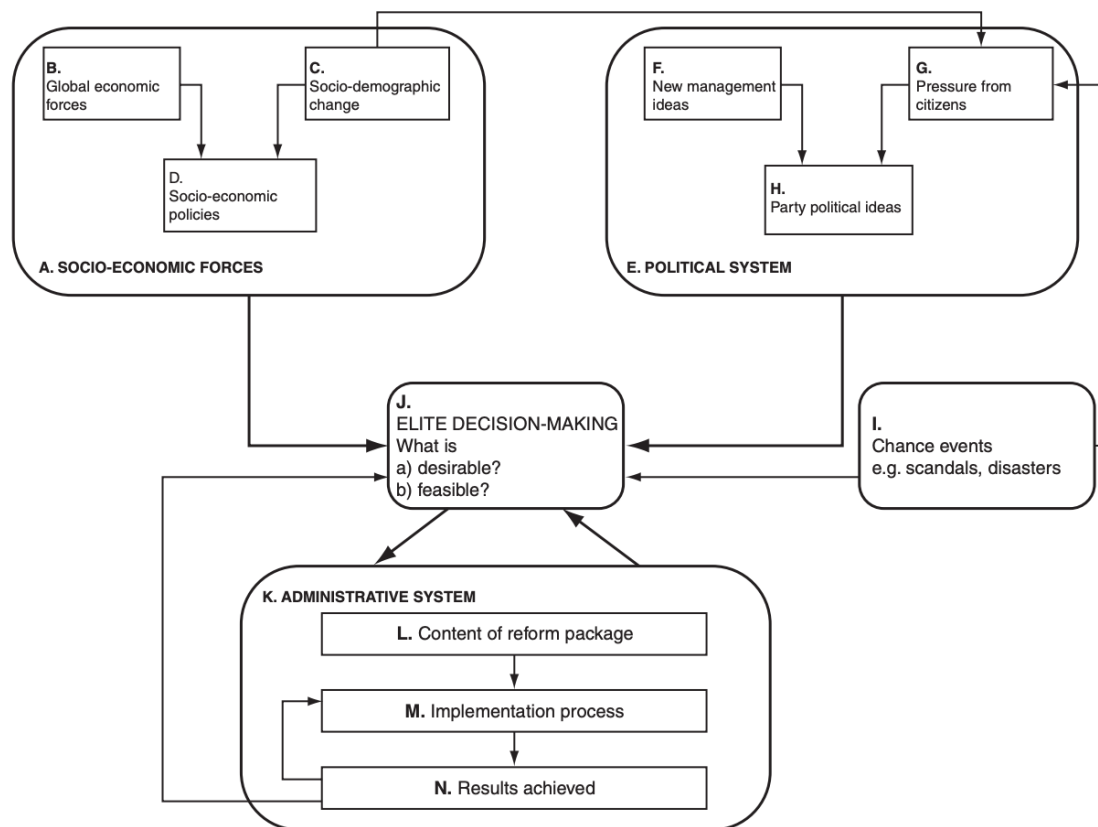 B.
Global economic
forces
C.
Socio-demographic
change
D.
Socio-economic
policies
A. SOCIO-ECONOMIC FORCES
F.
New management
ideas
G.
Pressure from
citizens
H.
Party political ideas
E. POLITICAL SYSTEM
J.
ELITE DECISION-MAKING
What is
a) desirable?
b) feasible?
I.
Chance events
e.g. scandals, disasters
K. ADMINISTRATIVE SYSTEM
L. Content of reform package
M. Implementation process
N. Results achieved